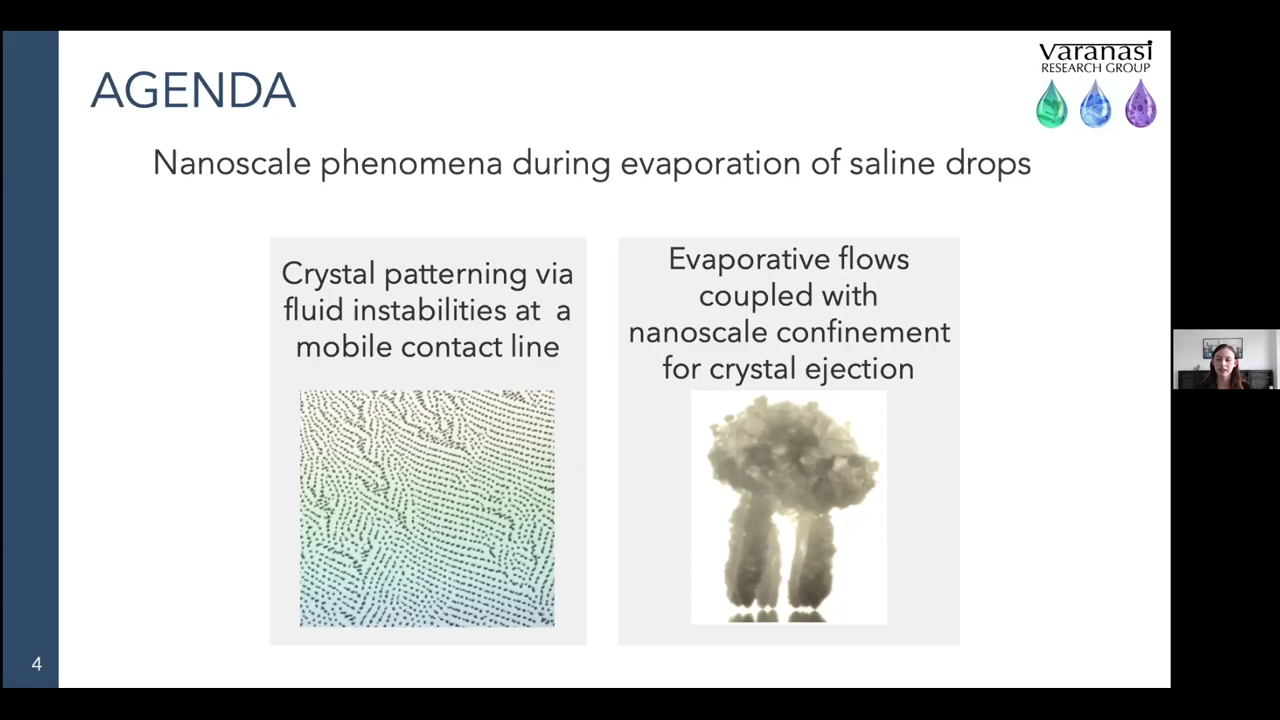 AGENDA
varanasi
RESEARCH GROUP
Nanoscale phenomena during evaporation of saline drops
Crystal patterning via
fluid instabilities at a
mobile contact line
Evaporative flows
coupled with
nanoscale confinement
for crystal ejection
4